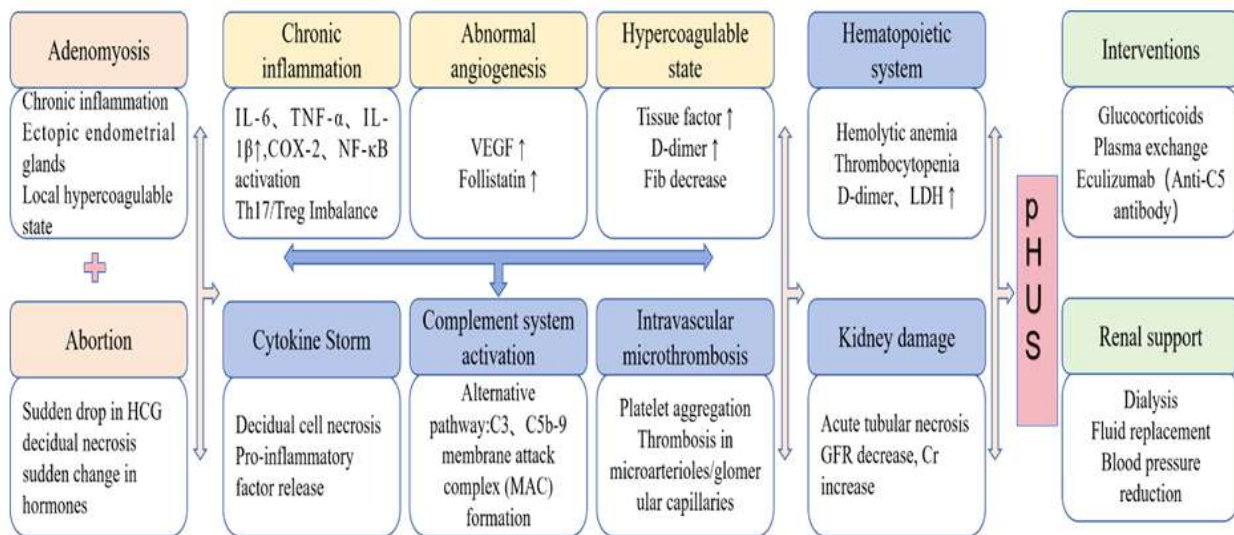 Adenomyosis
Chronic inflammation
Ectopic endometrial
glands
Local hypercoagulable
state
Chronic
inflammation
IL-6、TNF-α、IL-
1β↑,COX-2、NF-κB
activation
Th17/Treg Imbalance
Abnormal
angiogenesis
VEGF ↑
Follistatin ↑
Hypercoagulable
state
Tissue factor ↑
D-dimer ↑
Fib decrease
Hematopoietic
system
Hemolytic anemia
Thrombocytopenia
D-dimer、LDH ↑
Interventions
Glucocorticoids
Plasma exchange
Eculizumab（Anti-C5
antibody）
pHUS
Abortion
Sudden drop in HCG
decidual necrosis
sudden change in
hormones
Cytokine Storm
Decidual cell necrosis
Pro-inflammatory
factor release
Complement system
activation
Alternative
pathway:C3、C5b-9
membrane attack
complex (MAC)
formation
Intravascular
microthrombosis
Platelet aggregation
Thrombosis in
microarterioles/glomer
ular capillaries
Kidney damage
Acute tubular necrosis
GFR decrease, Cr
increase
Renal support
Dialysis
Fluid replacement
Blood pressure
reduction